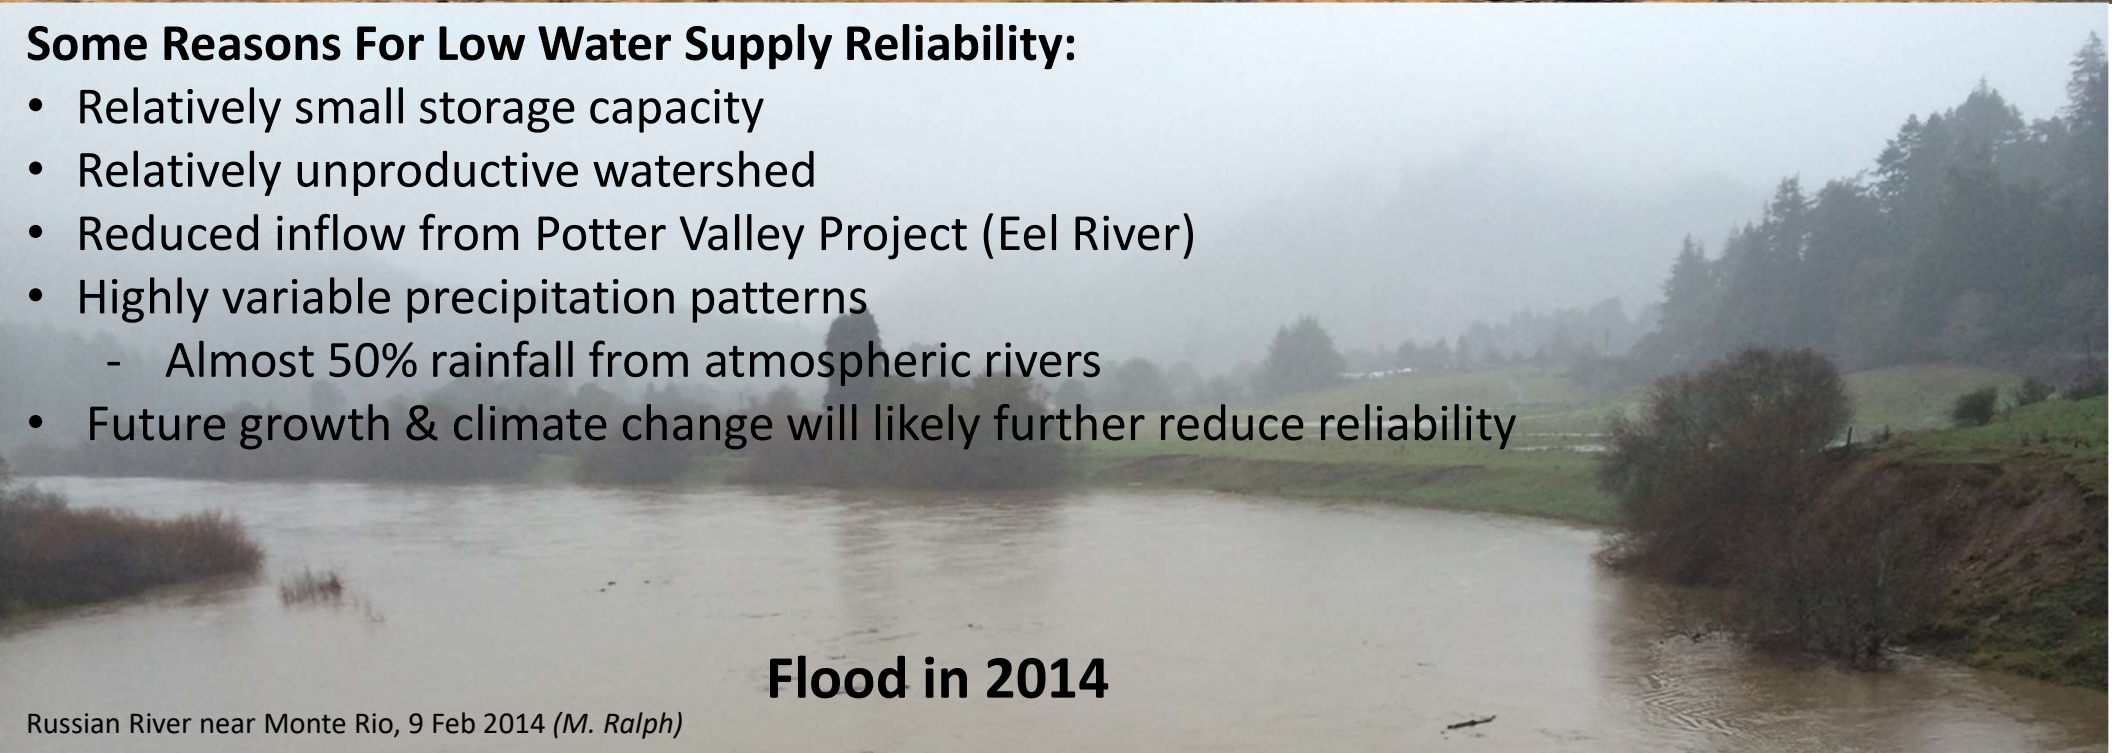 Some Reasons For Low Water Supply Reliability:
• Relatively small storage capacity
• Relatively unproductive watershed
• Reduced inflow from Potter Valley Project (Eel River)
• Highly variable precipitation patterns
- Almost 50% rainfall from atmospheric rivers
• Future growth & climate change will likely further reduce reliability
Flood in 2014
Russian River near Monte Rio, 9 Feb 2014 (M. Ralph)